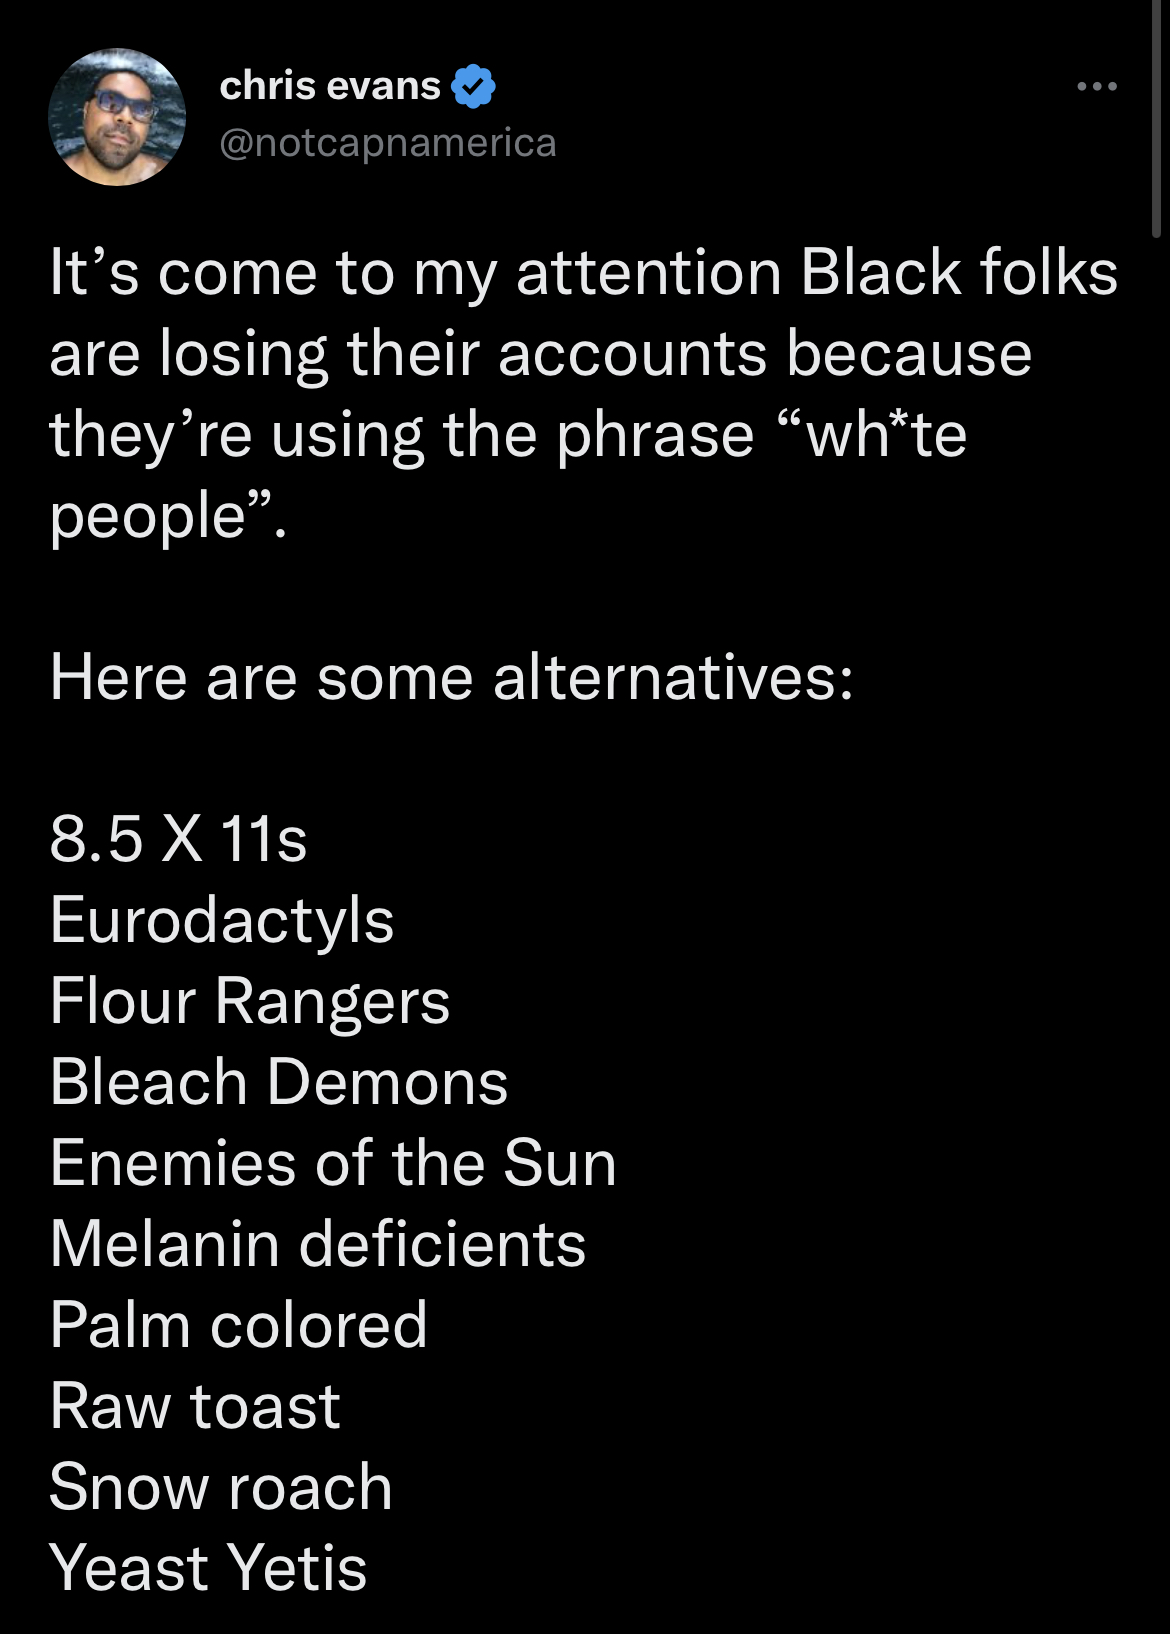 chris evans
@notcapnamerica
It’s come to my attention Black folks
are losing their accounts because
they’re using the phrase “wh*te
people”.
Here are some alternatives:
8.5 X 11s
Eurodactyls
Flour Rangers
Bleach Demons
Enemies of the Sun
Melanin deficients
Palm colored
Raw toast
Snow roach
Yeast Yetis